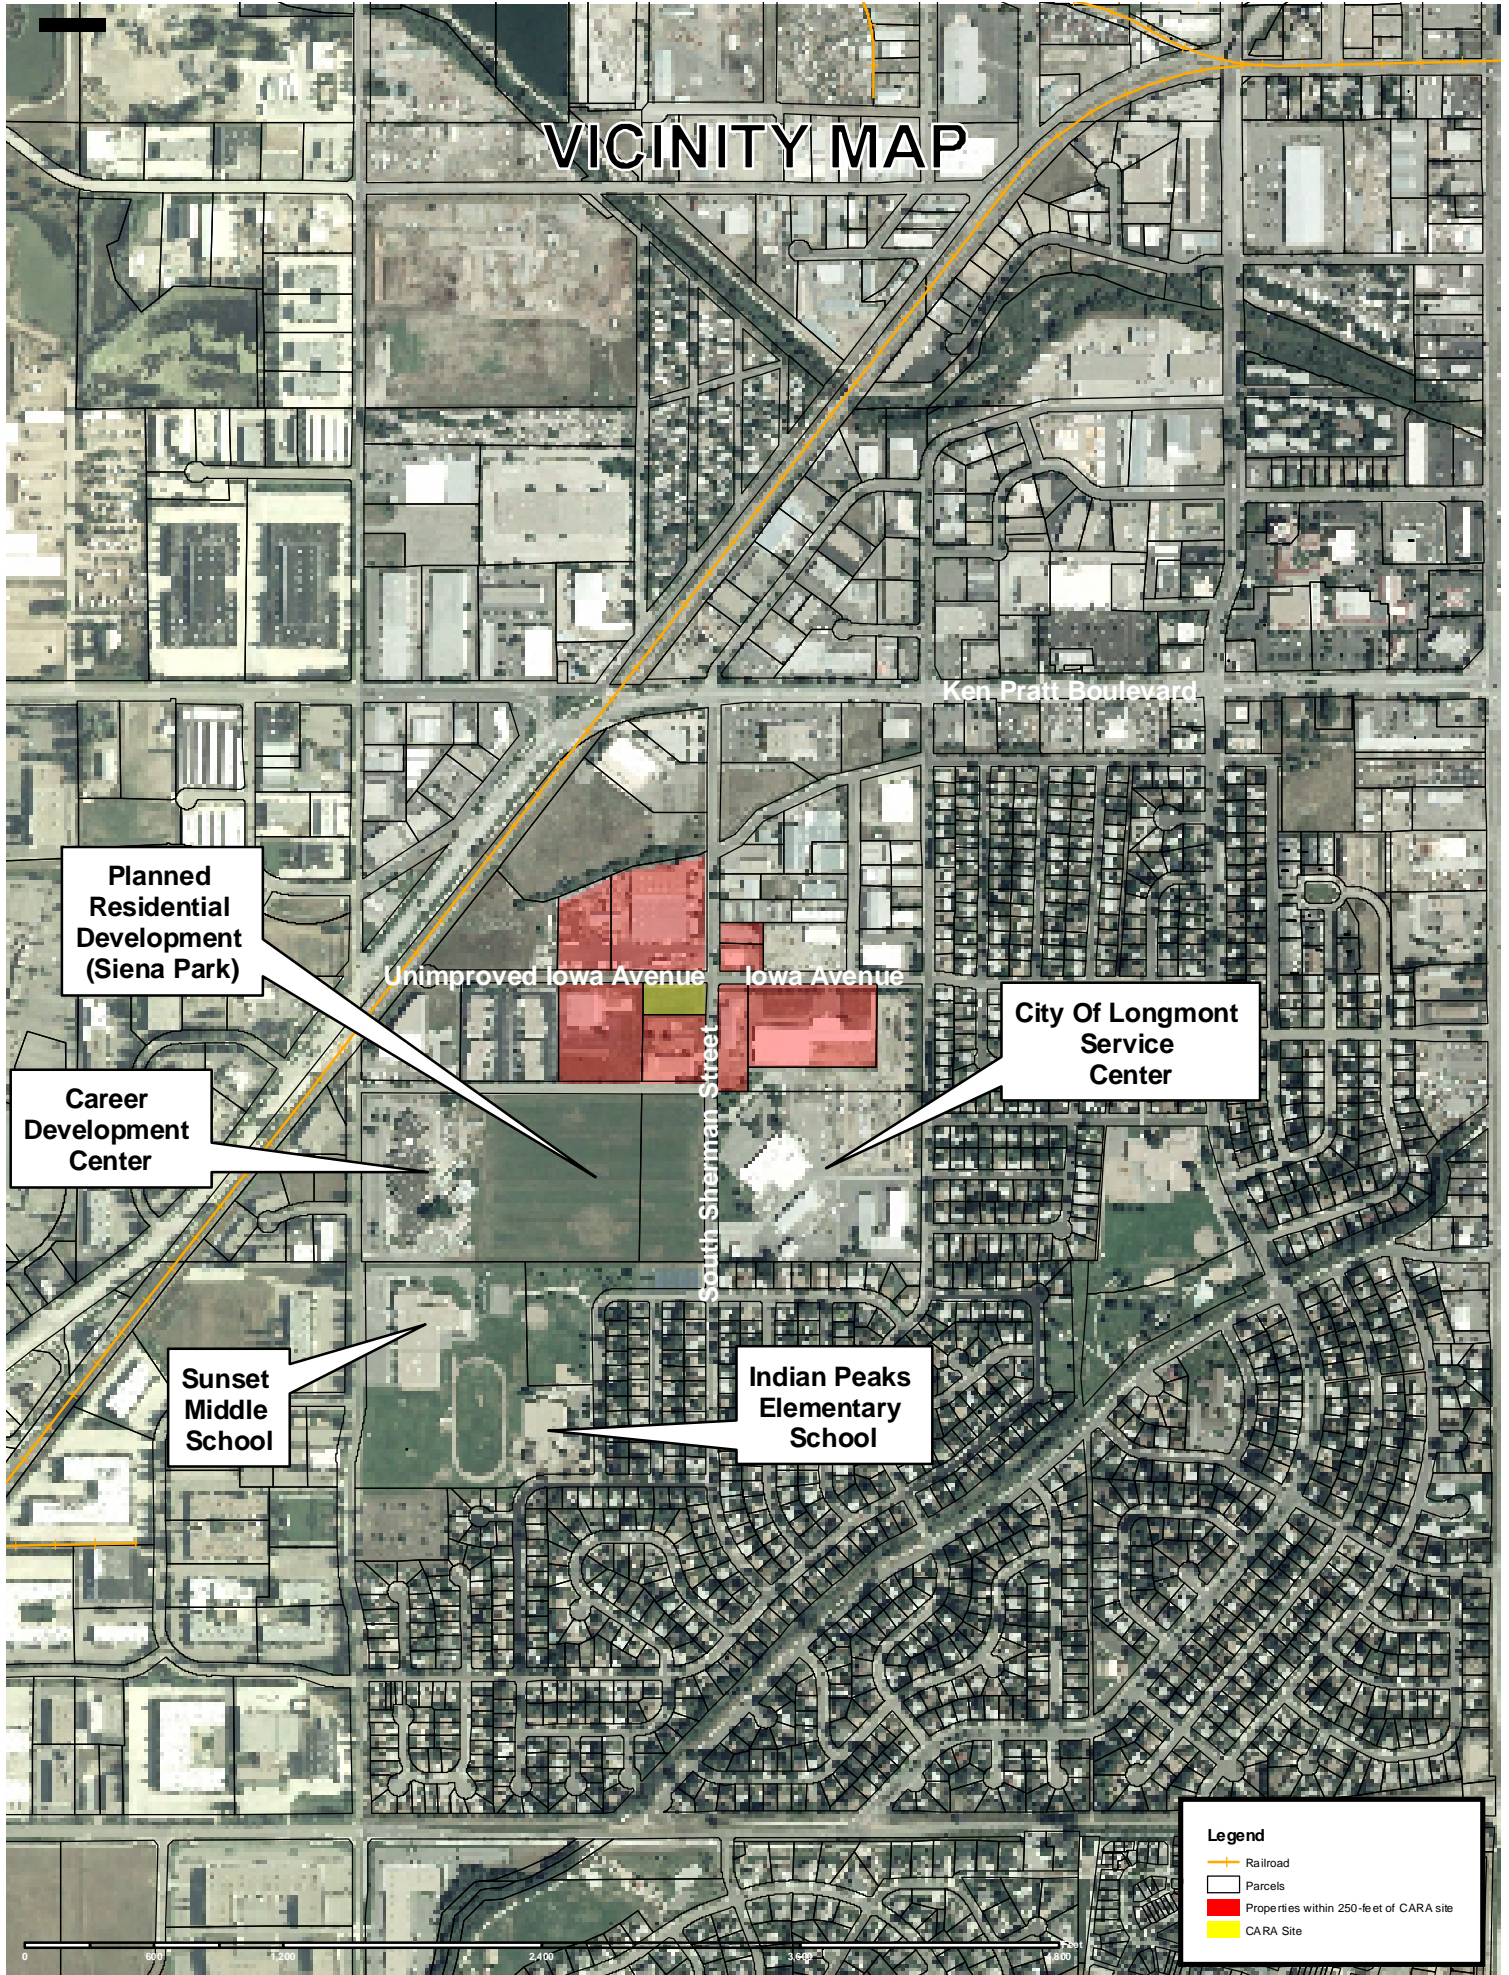 VICINITY MAP
Ken Pratt Boulevard
Planned
Residential
Development
(Siena Park)
Unimproved Iowa Avenue
Iowa Avenue
City Of Longmont
Service
Center
South Sherman Street
Career
Development
Center
Sunset
Middle
School
Indian Peaks
Elementary
School
Legend
Railroad
Parcels
Properties within 250-feet of CARA site
CARA Site
0 600 1,200 2,400 3,600 4,800
Feet